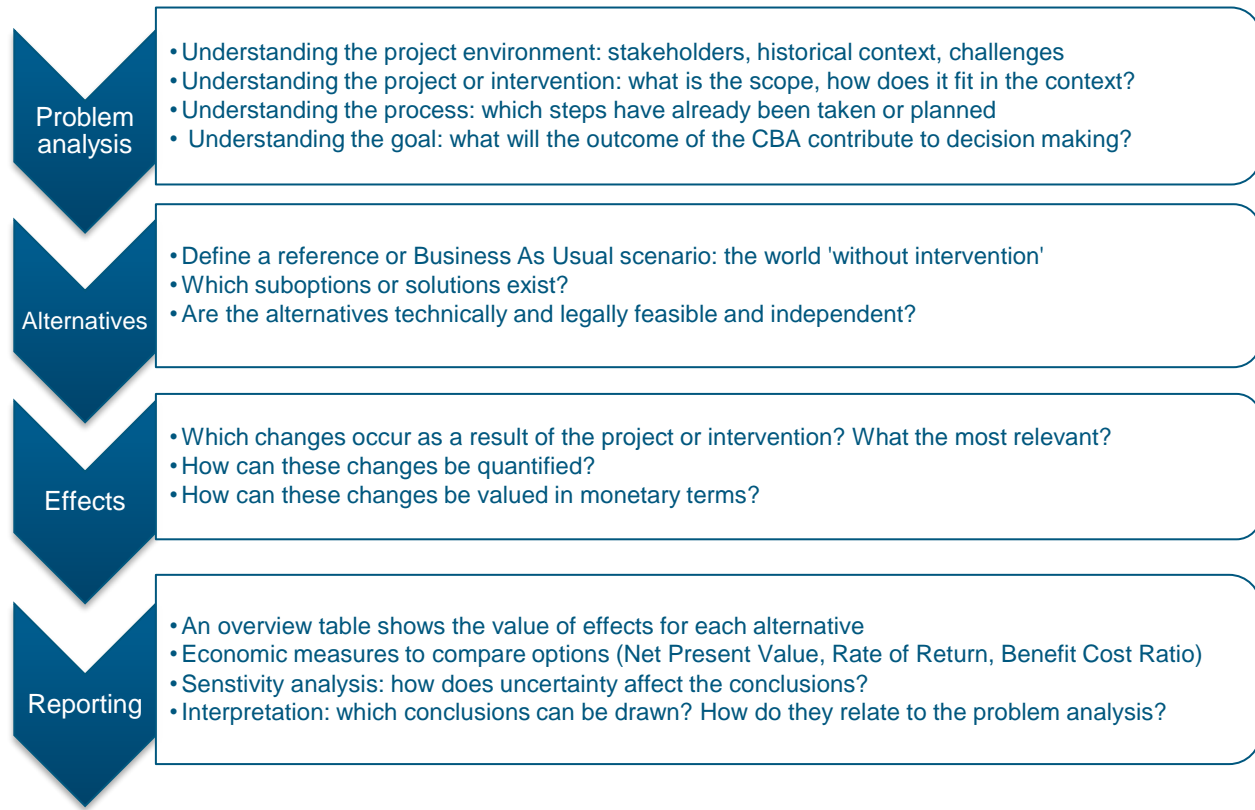 Problem
analysis
• Understanding the project environment: stakeholders, historical context, challenges
• Understanding the project or intervention: what is the scope, how does it fit in the context?
• Understanding the process: which steps have already been taken or planned
• Understanding the goal: what will the outcome of the CBA contribute to decision making?
Alternatives
• Define a reference or Business As Usual scenario: the world 'without intervention'
• Which suboptions or solutions exist?
• Are the alternatives technically and legally feasible and independent?
Effects
• Which changes occur as a result of the project or intervention? What the most relevant?
• How can these changes be quantified?
• How can these changes be valued in monetary terms?
Reporting
• An overview table shows the value of effects for each alternative
• Economic measures to compare options (Net Present Value, Rate of Return, Benefit Cost Ratio)
• Senstivity analysis: how does uncertainty affect the conclusions?
• Interpretation: which conclusions can be drawn? How do they relate to the problem analysis?